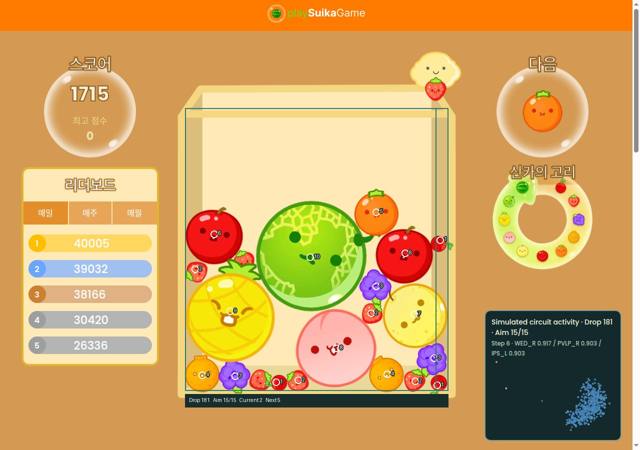 playSuikaGame
스코어
1715
최고 점수
0
리더보드
매일
매주
매월
1 40005
2 39032
3 38166
4 30420
5 26336
다음
신가의 고리
Simulated circuit activity · Drop 181
· Aim 15/15
Step 6 · WED_R 0.917 / PVLP_R 0.903 /
IPS_L 0.903
Drop 181 Aim 15/15 Current 2 Next 5